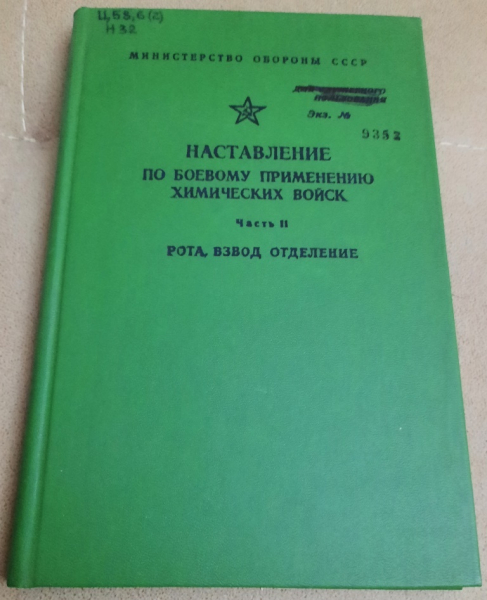 Ц,58,6(2)
Н 32
МИНИСТЕРСТВО ОБОРОНЫ СССР
Экз. №
9352
НАСТАВЛЕНИЕ
ПО БОЕВОМУ ПРИМЕНЕНИЮ
ХИМИЧЕСКИХ ВОЙСК
Часть II
РОТА, ВЗВОД, ОТДЕЛЕНИЕ